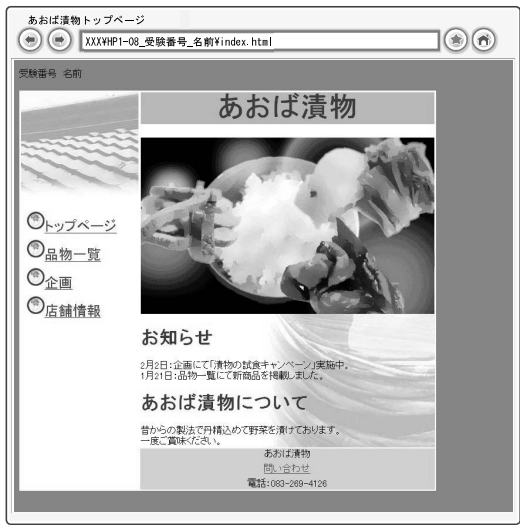 あおば漬物トップページ
XXX¥HP1-08_受験番号_名前¥index.html
受験番号 名前
あおば漬物
トップページ
品物一覧
企画
店舗情報
お知らせ
2月2日:企画にて「漬物の試食キャンペーン」実施中。
1月21日:品物一覧にて新商品を掲載しました。
あおば漬物について
昔からの製法で丹精込めて野菜を漬けております。
一度ご賞味ください。
あおば漬物
問い合わせ
電話:083-269-4126